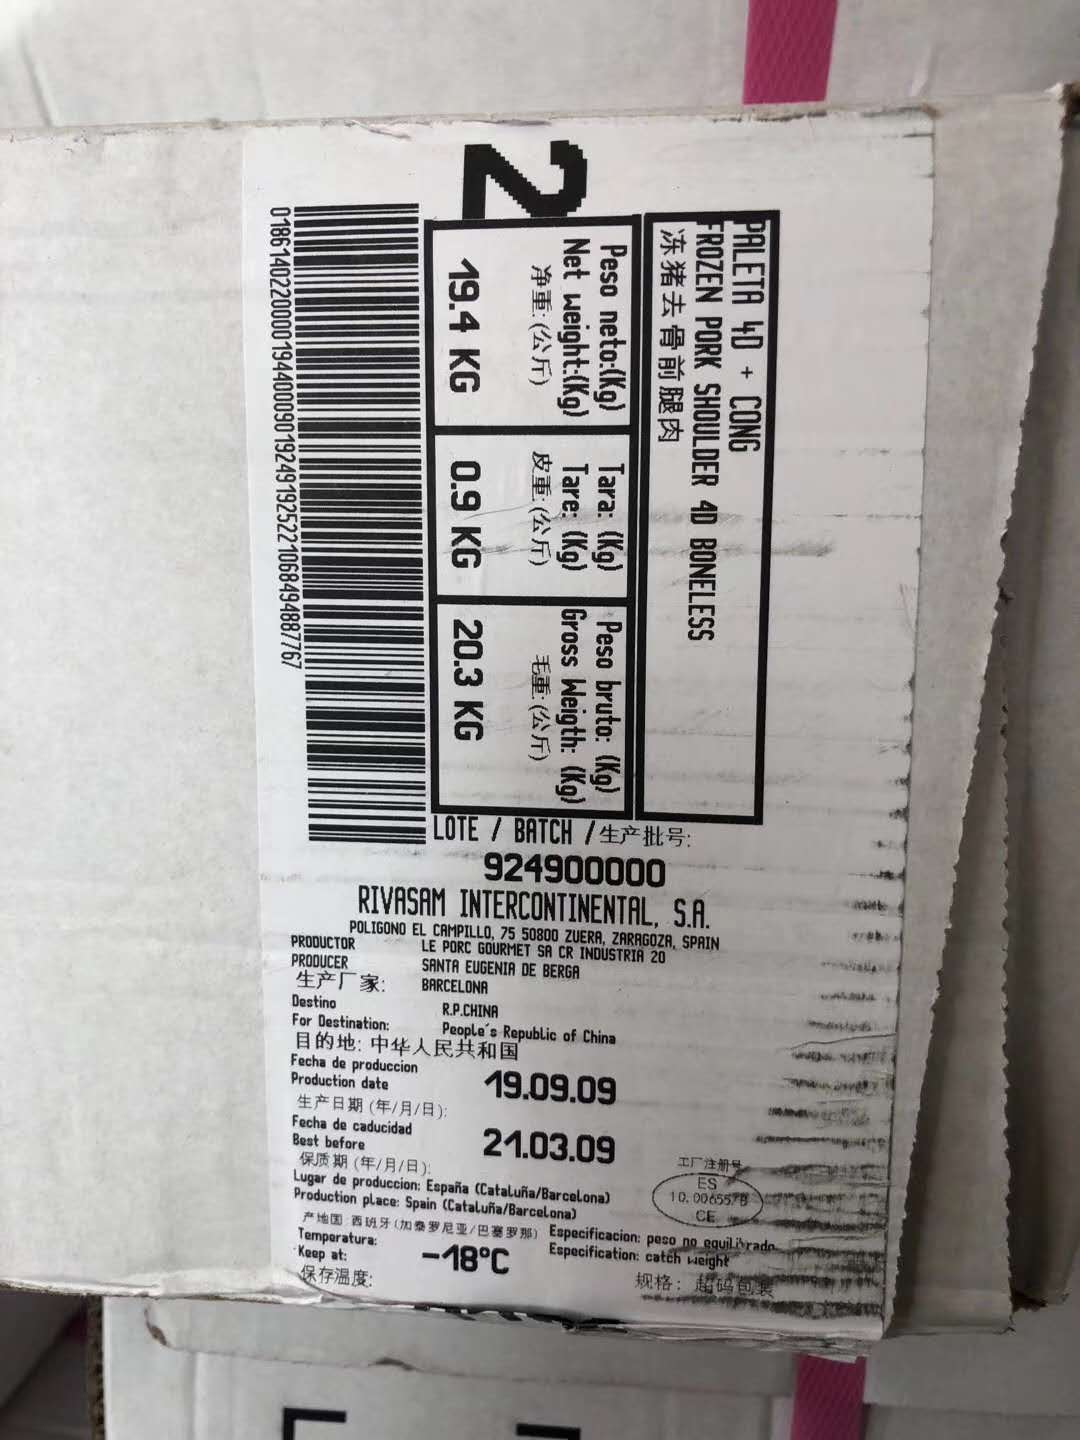 2
PALETA 4D + CONG
FROZEN PORK SHOULDER 4D BONELESS
冻猪去骨前腿肉
Peso neto:(Kg)
Net weight:(Kg)
净重:(公斤)
19.4 KG
Tara: (Kg)
Tare: (Kg)
皮重:(公斤)
0.9 KG
Peso bruto: (Kg)
Gross Weigth: (Kg)
毛重:(公斤)
20.3 KG
LOTE / BATCH /生产批号:
924900000
RIVASAM INTERCONTINENTAL, S.A.
POLIGONO EL CAMPILLO, 75 50800 ZUERA, ZARAGOZA, SPAIN
PRODUCTOR LE PORC GOURMET SA CR INDUSTRIA 20
PRODUCER SANTA EUGENIA DE BERGA
生产厂家: BARCELONA
Destino R.P.CHINA
For Destination: People´s Republic of China
目的地: 中华人民共和国
Fecha de produccion
Production date 19.09.09
生产日期 (年/月/日):
Fecha de caducidad
Best before 21.03.09
保质期 (年/月/日):
Lugar de produccion: España (Cataluña/Barcelona)
Production place: Spain (Cataluña/Barcelona)
产地国:西班牙(加泰罗尼亚/巴塞罗那)
Temperatura:
Keep at: -18ºC
保存温度:
工厂注册号
ES
10.00655/B
CE
Especificacion: peso no equilibrado
Especification: catch weight
规格: 超码包装